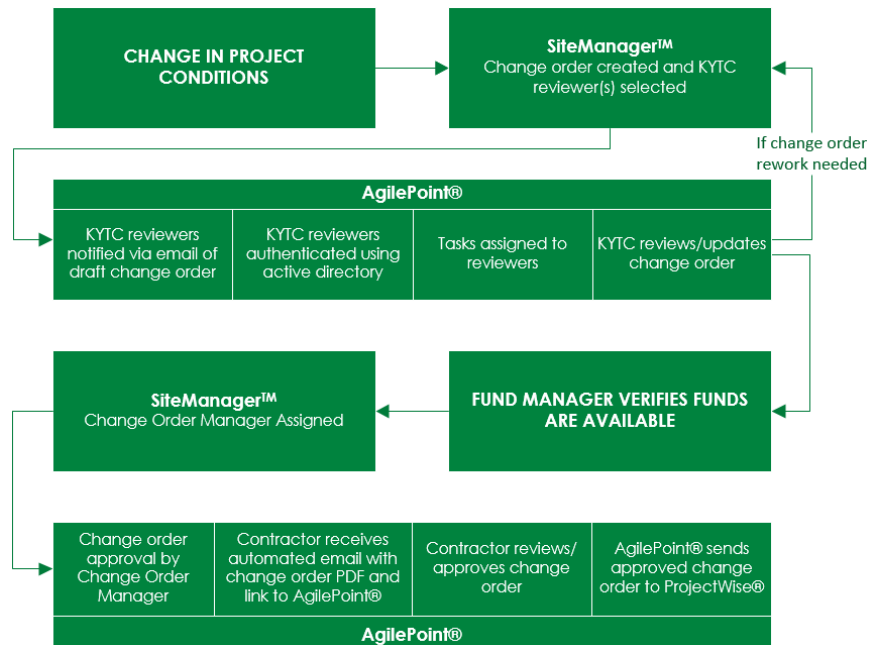 CHANGE IN PROJECT
CONDITIONS
SiteManager™
Change order created and KYTC
reviewer(s) selected
If change order
rework needed
AgilePoint®
KYTC reviewers
notified via email of
draft change order
KYTC reviewers
authenticated using
active directory
Tasks assigned to
reviewers
KYTC reviews/updates
change order
SiteManager™
Change Order Manager Assigned
FUND MANAGER VERIFIES FUNDS
ARE AVAILABLE
Change order
approval by
Change Order
Manager
Contractor receives
automated email with
change order PDF and
link to AgilePoint®
Contractor reviews/
approves change
order
AgilePoint® sends
approved change
order to ProjectWise®
AgilePoint®